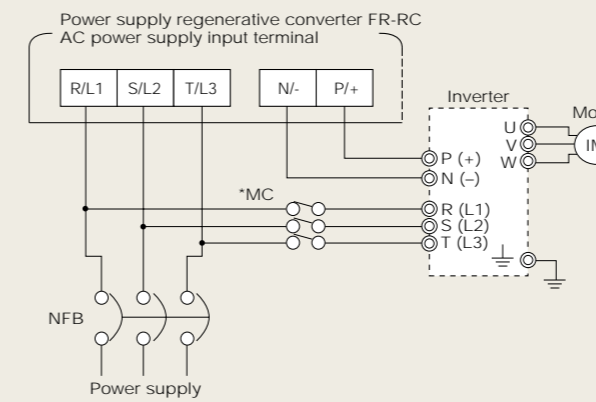 Power supply regenerative converter FR-RC
AC power supply input terminal
R/L1 S/L2 T/L3 N/- P/+
Inverter
Mo
U
V
W
IM
P (+)
N (–)
*MC
R (L1)
S (L2)
T (L3)
NFB
Power supply